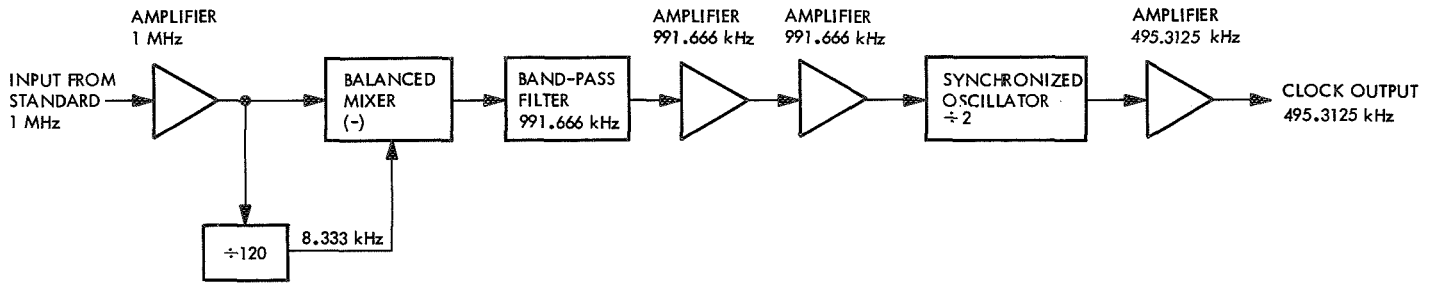 AMPLIFIER
1 MHz
AMPLIFIER
991.666 kHz
AMPLIFIER
991.666 kHz
AMPLIFIER
495.3125 kHz
INPUT FROM
STANDARD
1 MHz
BALANCED
MIXER
(-)
BAND-PASS
FILTER
991.666 kHz
SYNCHRONIZED
OSCILLATOR
÷2
CLOCK OUTPUT
495.3125 kHz
÷120
8.333 kHz